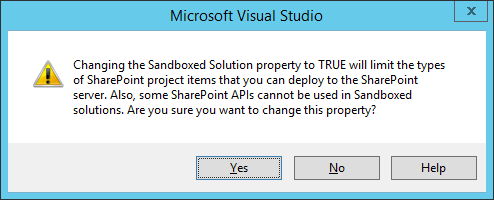 Microsoft Visual Studio
x
Changing the Sandboxed Solution property to TRUE will limit the types
of SharePoint project items that you can deploy to the SharePoint
server. Also, some SharePoint APIs cannot be used in Sandboxed
solutions. Are you sure you want to change this property?
Yes No Help